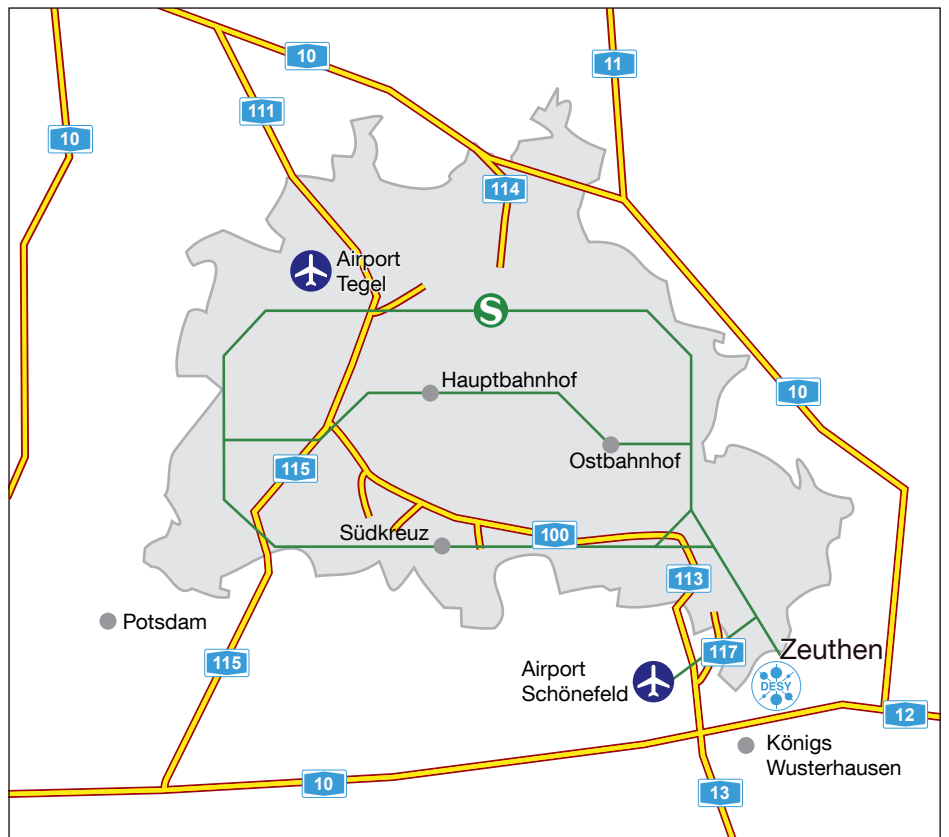 10
11
111
10
114
Airport
Tegel
S
Hauptbahnhof
10
Ostbahnhof
115
Südkreuz
100
113
Potsdam
117
Zeuthen
115
Airport
Schönefeld
DESY
12
Königs
Wusterhausen
10
13